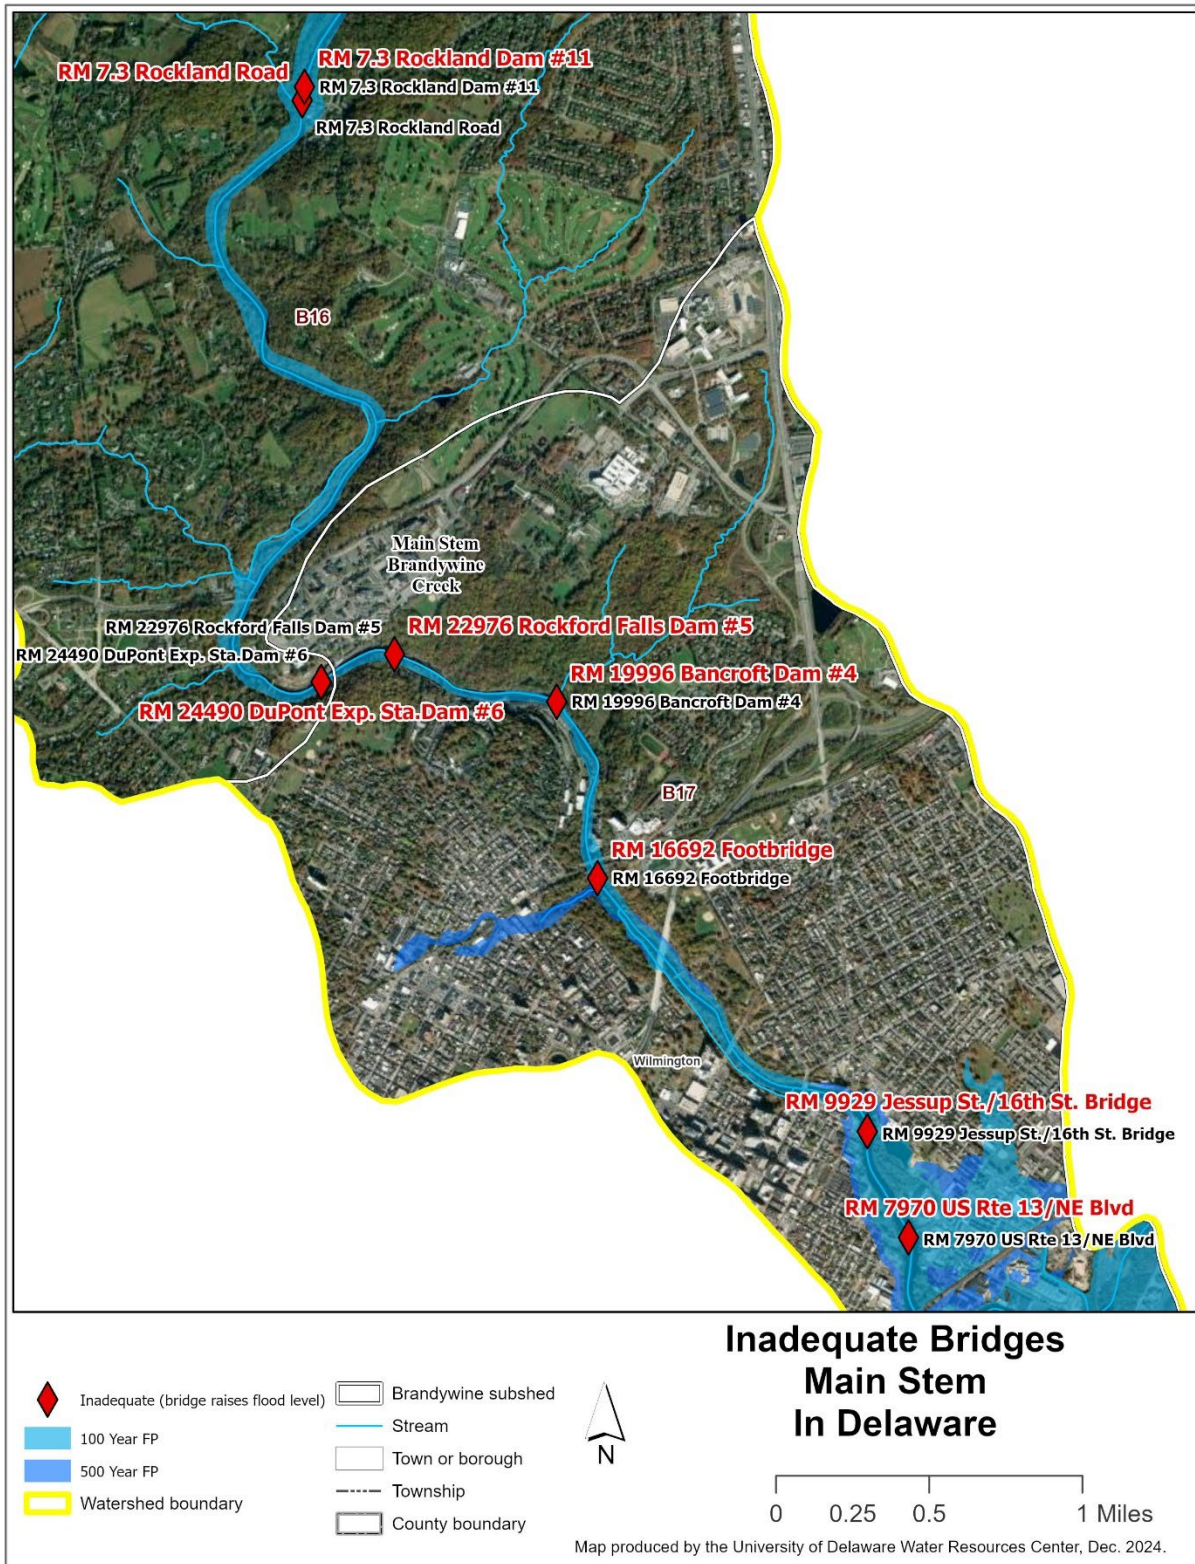 RM 7.3 Rockland Dam #11
RM 7.3 Rockland Road
RM 7.3 Rockland Dam #11
RM 7.3 Rockland Road
B16
Main Stem
Brandywine
Creek
RM 22976 Rockford Falls Dam #5
RM 22976 Rockford Falls Dam #5
RM 24490 DuPont Exp. Sta.Dam #6
RM 19996 Bancroft Dam #4
RM 19996 Bancroft Dam #4
RM 24490 DuPont Exp. Sta.Dam #6
B17
RM 16692 Footbridge
RM 16692 Footbridge
Wilmington
RM 9929 Jessup St./16th St. Bridge
RM 9929 Jessup St./16th St. Bridge
RM 7970 US Rte 13/NE Blvd
RM 7970 US Rte 13/NE Blvd
Inadequate Bridges
Main Stem
In Delaware
Inadequate (bridge raises flood level)
100 Year FP
500 Year FP
Watershed boundary
Brandywine subshed
Stream
Town or borough
Township
County boundary
N
0 0.25 0.5 1 Miles
Map produced by the University of Delaware Water Resources Center, Dec. 2024.